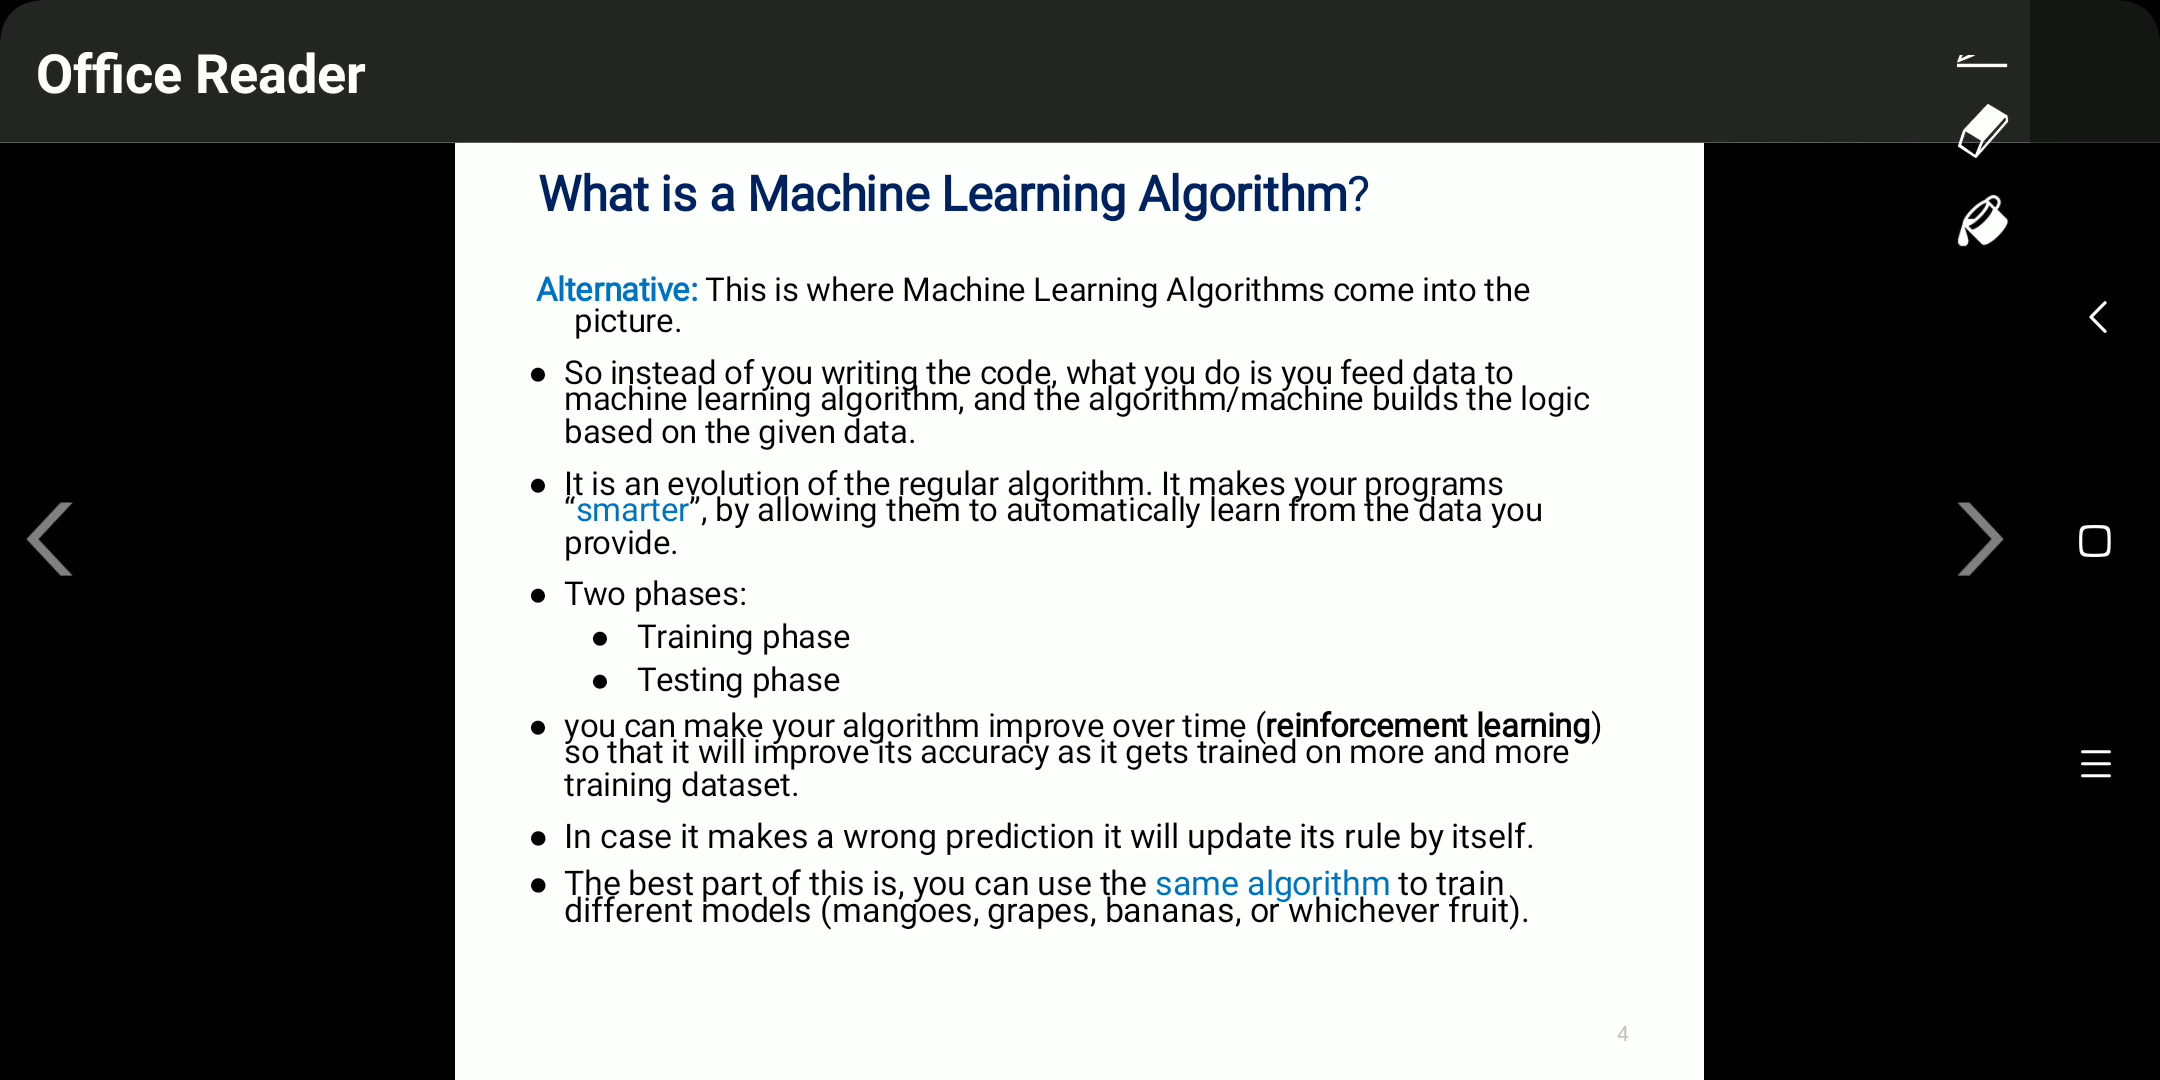 Office Reader
What is a Machine Learning Algorithm?
Alternative: This is where Machine Learning Algorithms come into the
picture.
● So instead of you writing the code, what you do is you feed data to
machine learning algorithm, and the algorithm/machine builds the logic
based on the given data.
● It is an evolution of the regular algorithm. It makes your programs
“smarter”, by allowing them to automatically learn from the data you
provide.
● Two phases:
● Training phase
● Testing phase
● you can make your algorithm improve over time (reinforcement learning)
so that it will improve its accuracy as it gets trained on more and more
training dataset.
● In case it makes a wrong prediction it will update its rule by itself.
● The best part of this is, you can use the same algorithm to train
different models (mangoes, grapes, bananas, or whichever fruit).
4